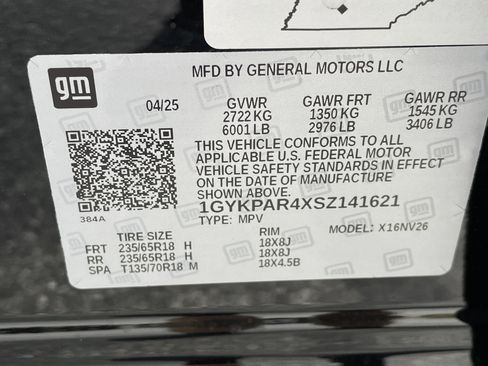 gm
MFD BY GENERAL MOTORS LLC
04/25 GVWR GAWR FRT GAWR RR
2722 KG 1350 KG 1545 KG
6001 LB 2976 LB 3406 LB
THIS VEHICLE CONFORMS TO ALL
APPLICABLE U.S. FEDERAL MOTOR
VEHICLE SAFETY STANDARDS IN EFFECT
ON THE DATE OF MANUFACTURE
SHOWN ABOVE.
384A
1GYKPAR4XSZ141621
TYPE: MPV MODEL: X16NV26
TIRE SIZE RIM
FRT 235/65R18 H 18X8J
RR 235/65R18 H 18X8J
SPA T135/70R18 M 18X4.5B